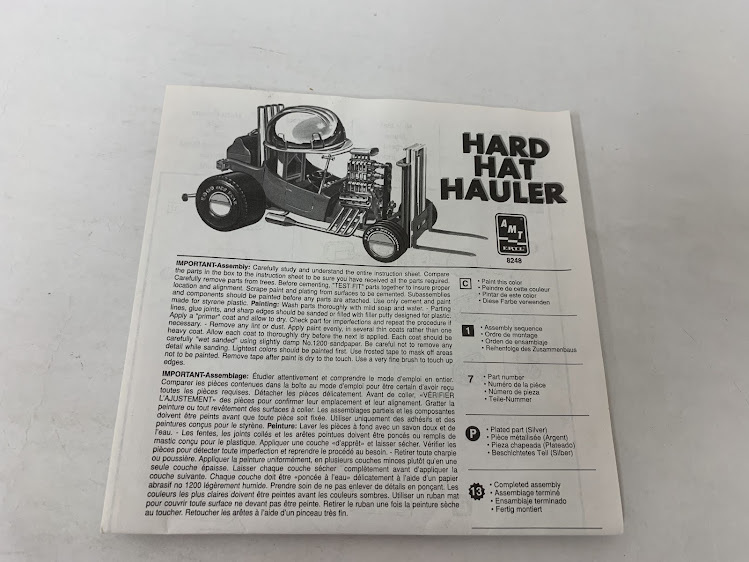 HARD
HAT
HAULER
AMT
ERTL
8248
IMPORTANT-Assembly: Carefully study and understand the entire instruction sheet. Compare
the parts in the box to the instruction sheet to be sure you have received all the parts required.
Carefully remove parts from trees. Before cementing, "TEST FIT" parts together to insure proper
location and alignment. Scrape paint and plating from surfaces to be cemented. Subassemblies
and components should be painted before any parts are attached. Use only cement and paint
made for styrene plastic. Painting: Wash parts thoroughly with mild soap and water. - Parting
lines, glue joints, and sharp edges should be sanded or filled with filler putty designed for plastic.
Apply a "primer" coat and allow to dry. Check part for imperfections and repeat the procedure if
necessary. - Remove any lint or dust. Apply paint evenly, in several thin coats rather than one
heavy coat. Allow each coat to thoroughly dry before the next is applied. Each coat should be
carefully "wet sanded" using slightly damp No.1200 sandpaper. Be careful not to remove any
detail while sanding. Lightest colors should be painted first. Use frosted tape to mask off areas
not to be painted. Remove tape after paint is dry to the touch. Use a very fine brush to touch up
edges.
IMPORTANT-Assemblage: Étudier attentivement et comprendre le mode d'emploi en entier.
Comparer les pièces contenues dans la boîte au mode d'emploi pour être certain d'avoir reçu
toutes les pièces requises. Détacher les pièces délicatement. Avant de coller, «VÉRIFIER
L'AJUSTEMENT» des pièces pour confirmer leur emplacement et leur alignement. Gratter la
peinture ou tout revêtement des surfaces à coller. Les assemblages partiels et les composantes
doivent être peints avant que toute pièce soit fixée. Utiliser uniquement des adhésifs et des
peintures conçus pour le styrène. Peinture: Laver les pièces à fond avec un savon doux et de
l'eau. - Les fentes, les joints collés et les arêtes pointues doivent être poncés ou remplis de
mastic conçu pour le plastique. Appliquer une couche «d'apprêt» et laisser sécher. Vérifier les
pièces pour détecter toute imperfection et reprendre le procédé au besoin. - Retirer toute charpie
ou poussière. Appliquer la peinture uniformément, en plusieurs couches minces plutôt qu'en une
seule couche épaisse. Laisser chaque couche sécher complètement avant d'appliquer la
couche suivante. Chaque couche doit être «poncée à l'eau» délicatement à l'aide d'un papier
abrasif no 1200 légèrement humide. Prendre soin de ne pas enlever de détails en ponçant. Les
couleurs les plus claires doivent être peintes avant les couleurs sombres. Utiliser un ruban mat
pour couvrir toute surface ne devant pas être peinte. Retirer le ruban une fois la peinture sèche
au toucher. Retoucher les arêtes à l'aide d'un pinceau très fin.
C
• Paint this color
• Peindre de cette couleur
• Pintar de este color
• Diese Farbe verwenden
1
• Assembly sequence
• Ordre de montage
• Orden de ensamblaje
• Reihenfolge des Zusammenbaus
7
• Part number
• Numéro de la pièce
• Número de pieza
• Teile-Nummer
P
• Plated part (Silver)
• Pièce métalisée (Argent)
• Pieza chapeada (Plateado)
• Beschichtetes Teil (Silber)
13
• Completed assembly
• Assemblage terminé
• Ensamblaje terminado
• Fertig montiert